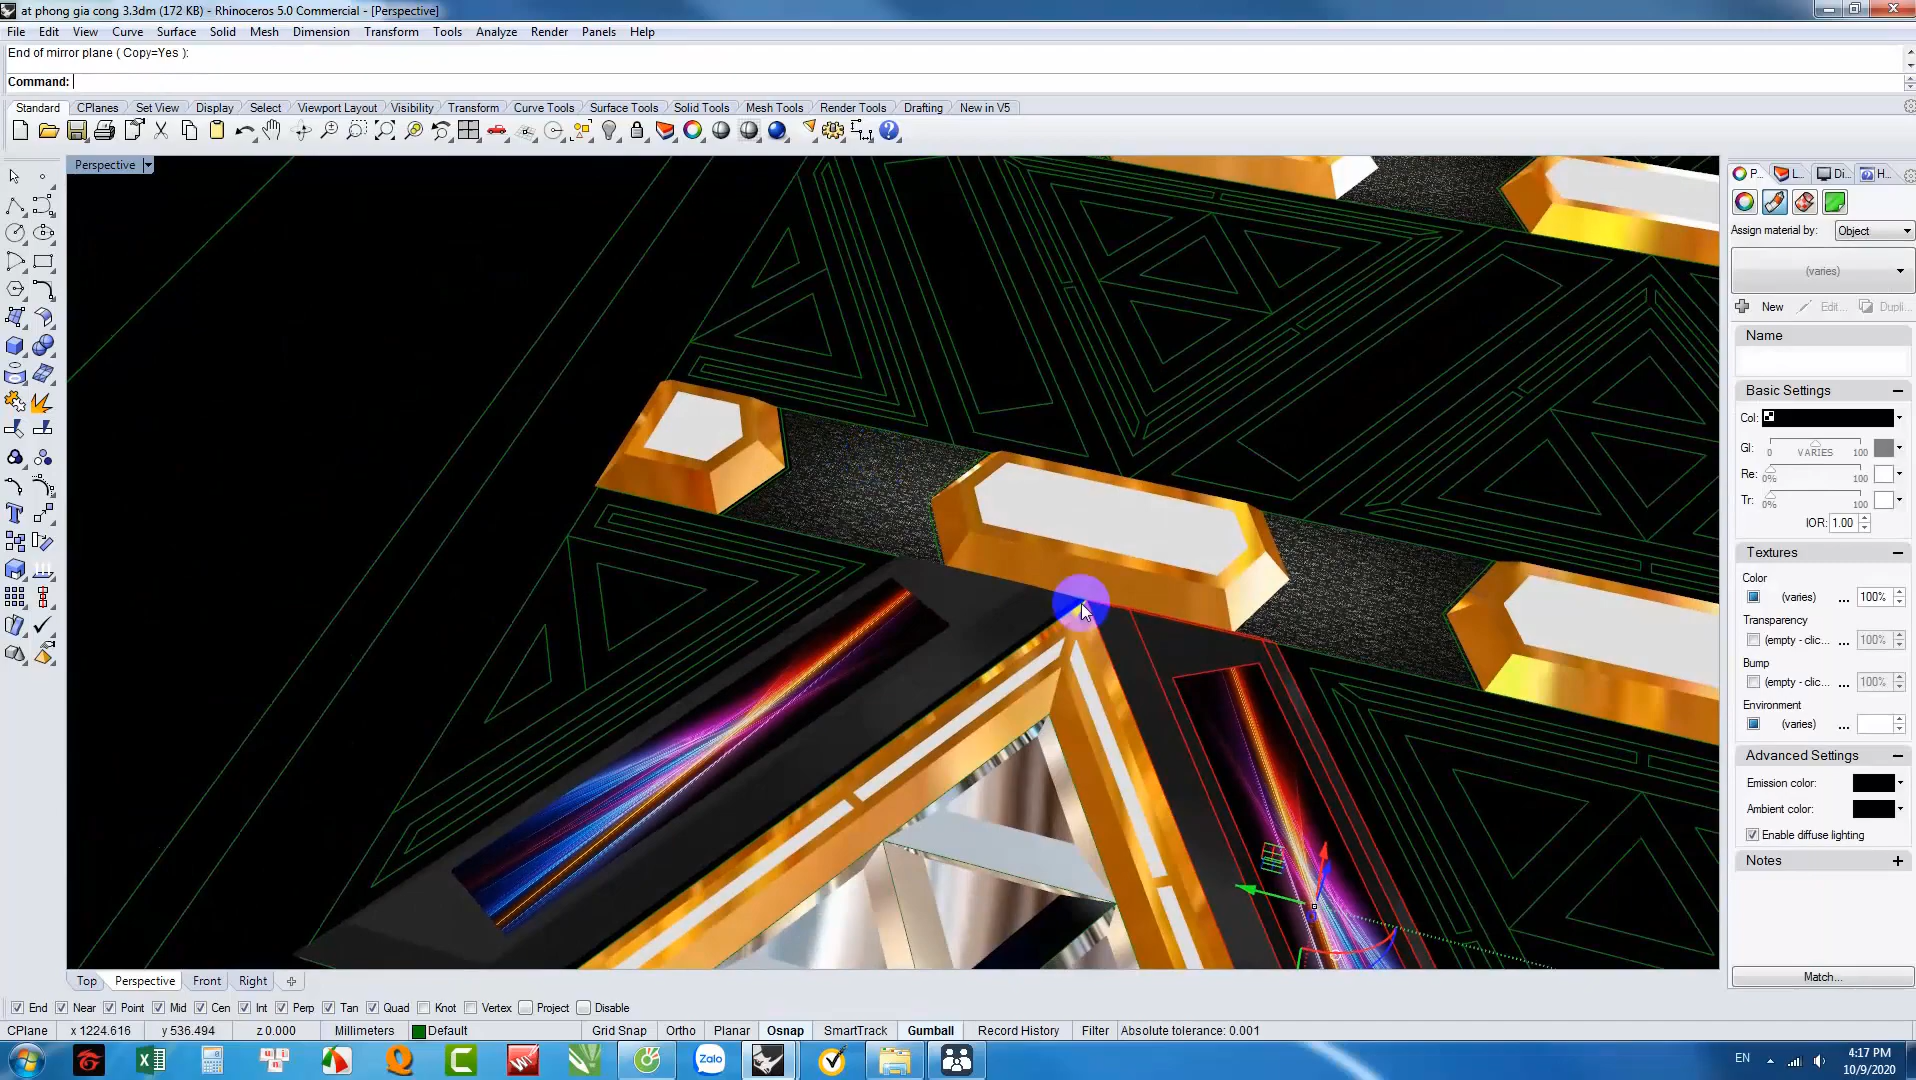 at phong gia cong 3.3dm (172 KB) - Rhinoceros 5.0 Commercial - [Perspective]
File Edit View Curve Surface Solid Mesh Dimension Transform Tools Analyze Render Panels Help
End of mirror plane ( Copy=Yes ):
Command:
Standard CPlanes Set View Display Select Viewport Layout Visibility Transform Curve Tools Surface Tools Solid Tools Mesh Tools Render Tools Drafting New in V5
Perspective
P... L... Di... H...
Assign material by: Object
(varies)
New Edit... Dupli...
Name
Basic Settings
Col:
Gl: 0 VARIES 100
Re: 0% 100
Tr: 0% 100
IOR: 1.00
Textures
Color
(varies) ... 100%
Transparency
(empty - clic... ... 100%
Bump
(empty - clic... ... 100%
Environment
(varies) ...
Advanced Settings
Emission color:
Ambient color:
Enable diffuse lighting
Notes
Match...
Top Perspective Front Right
End Near Point Mid Cen Int Perp Tan Quad Knot Vertex Project Disable
CPlane x 1224.616 y 536.494 z 0.000 Millimeters Default Grid Snap Ortho Planar Osnap SmartTrack Gumball Record History Filter Absolute tolerance: 0.001
Zalo
EN
4:17 PM
10/9/2020